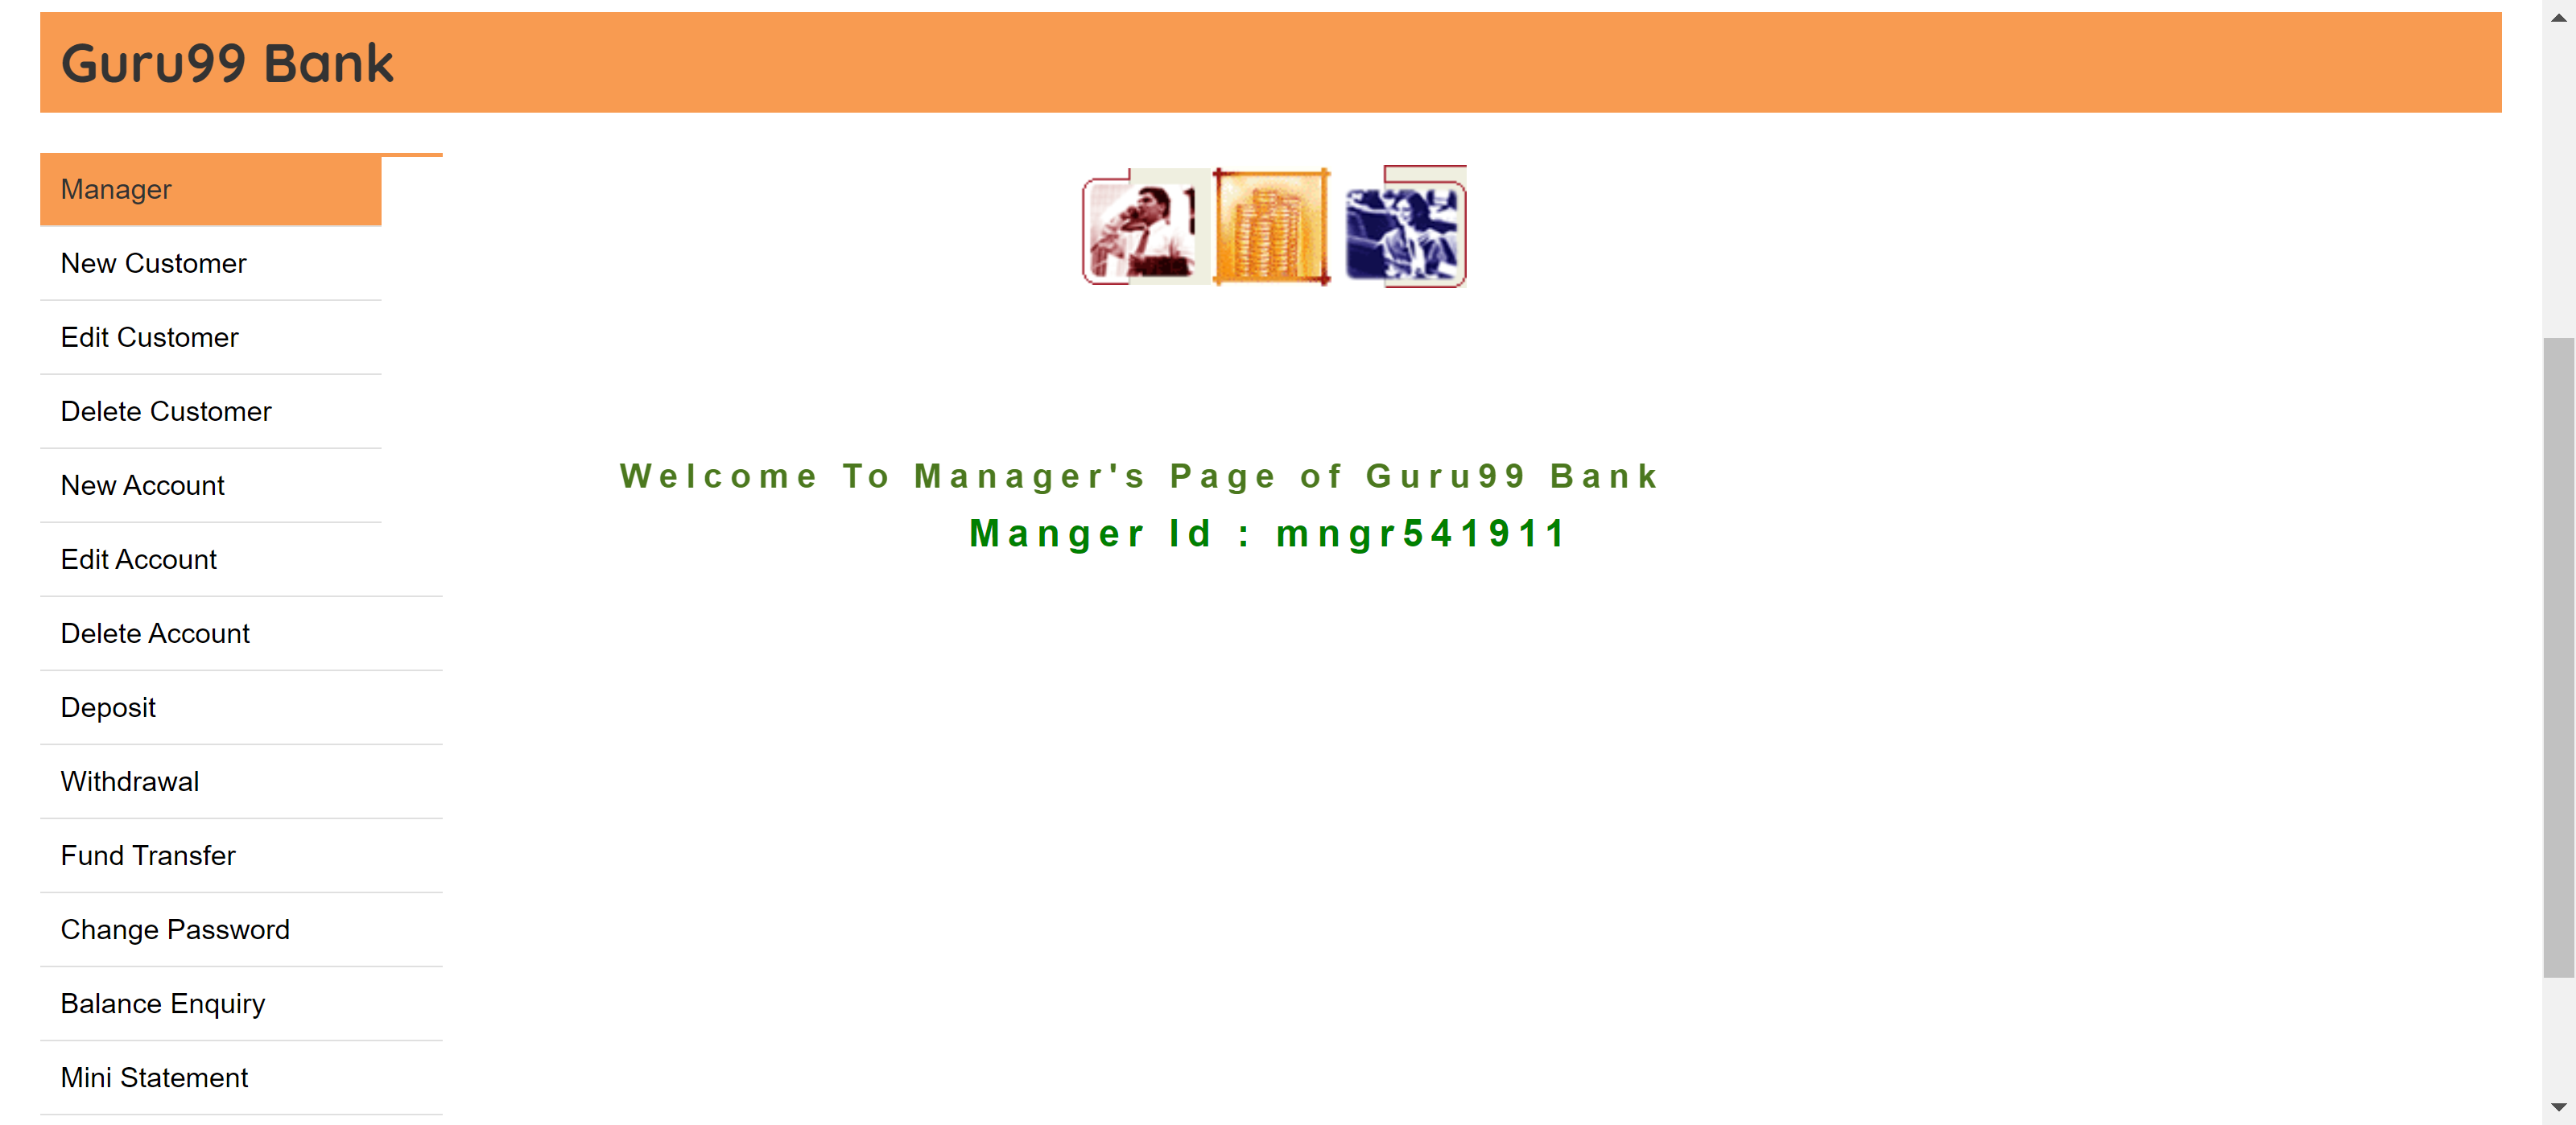 Guru99 Bank
Manager
New Customer
Edit Customer
Delete Customer
New Account
Edit Account
Delete Account
Deposit
Withdrawal
Fund Transfer
Change Password
Balance Enquiry
Mini Statement
Welcome To Manager's Page of Guru99 Bank
Manger Id : mngr541911